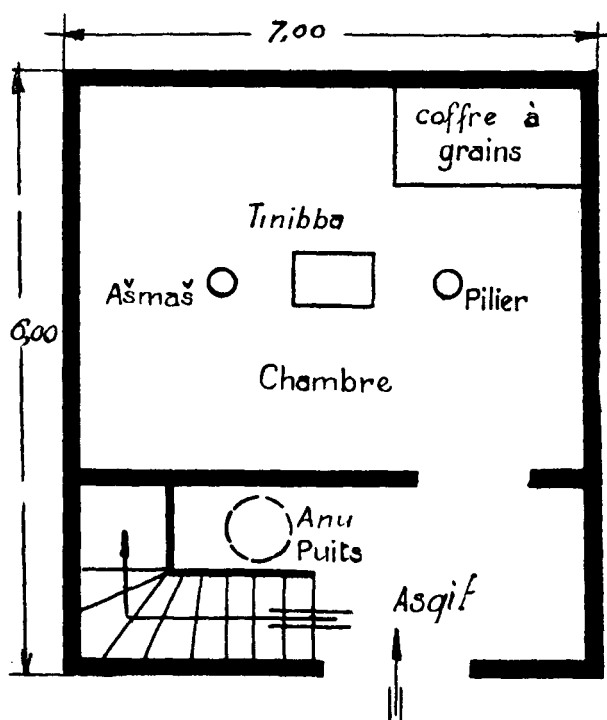 7,00
coffre à
grains
Tinibba
Ašmaš
Pilier
6,00
Chambre
Anu
Puits
Asqif